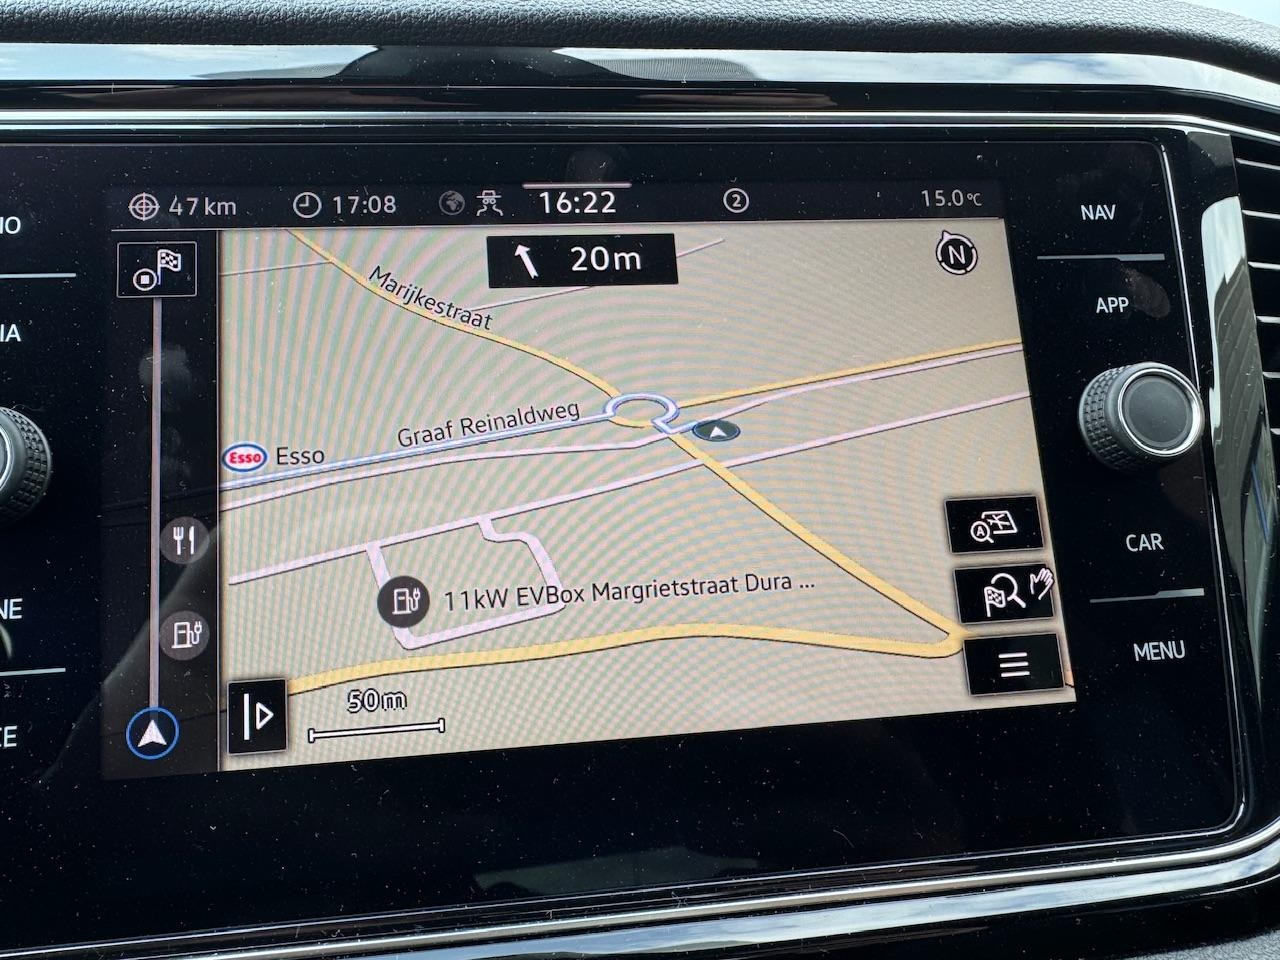 47 km
17:08
16:22
2
15.0°C
NAV
APP
CAR
MENU
20m
N
Marijkestraat
Graaf Reinaldweg
Esso Esso
11kW EVBox Margrietstraat Dura ...
A
50m
IO
IA
NE
CE